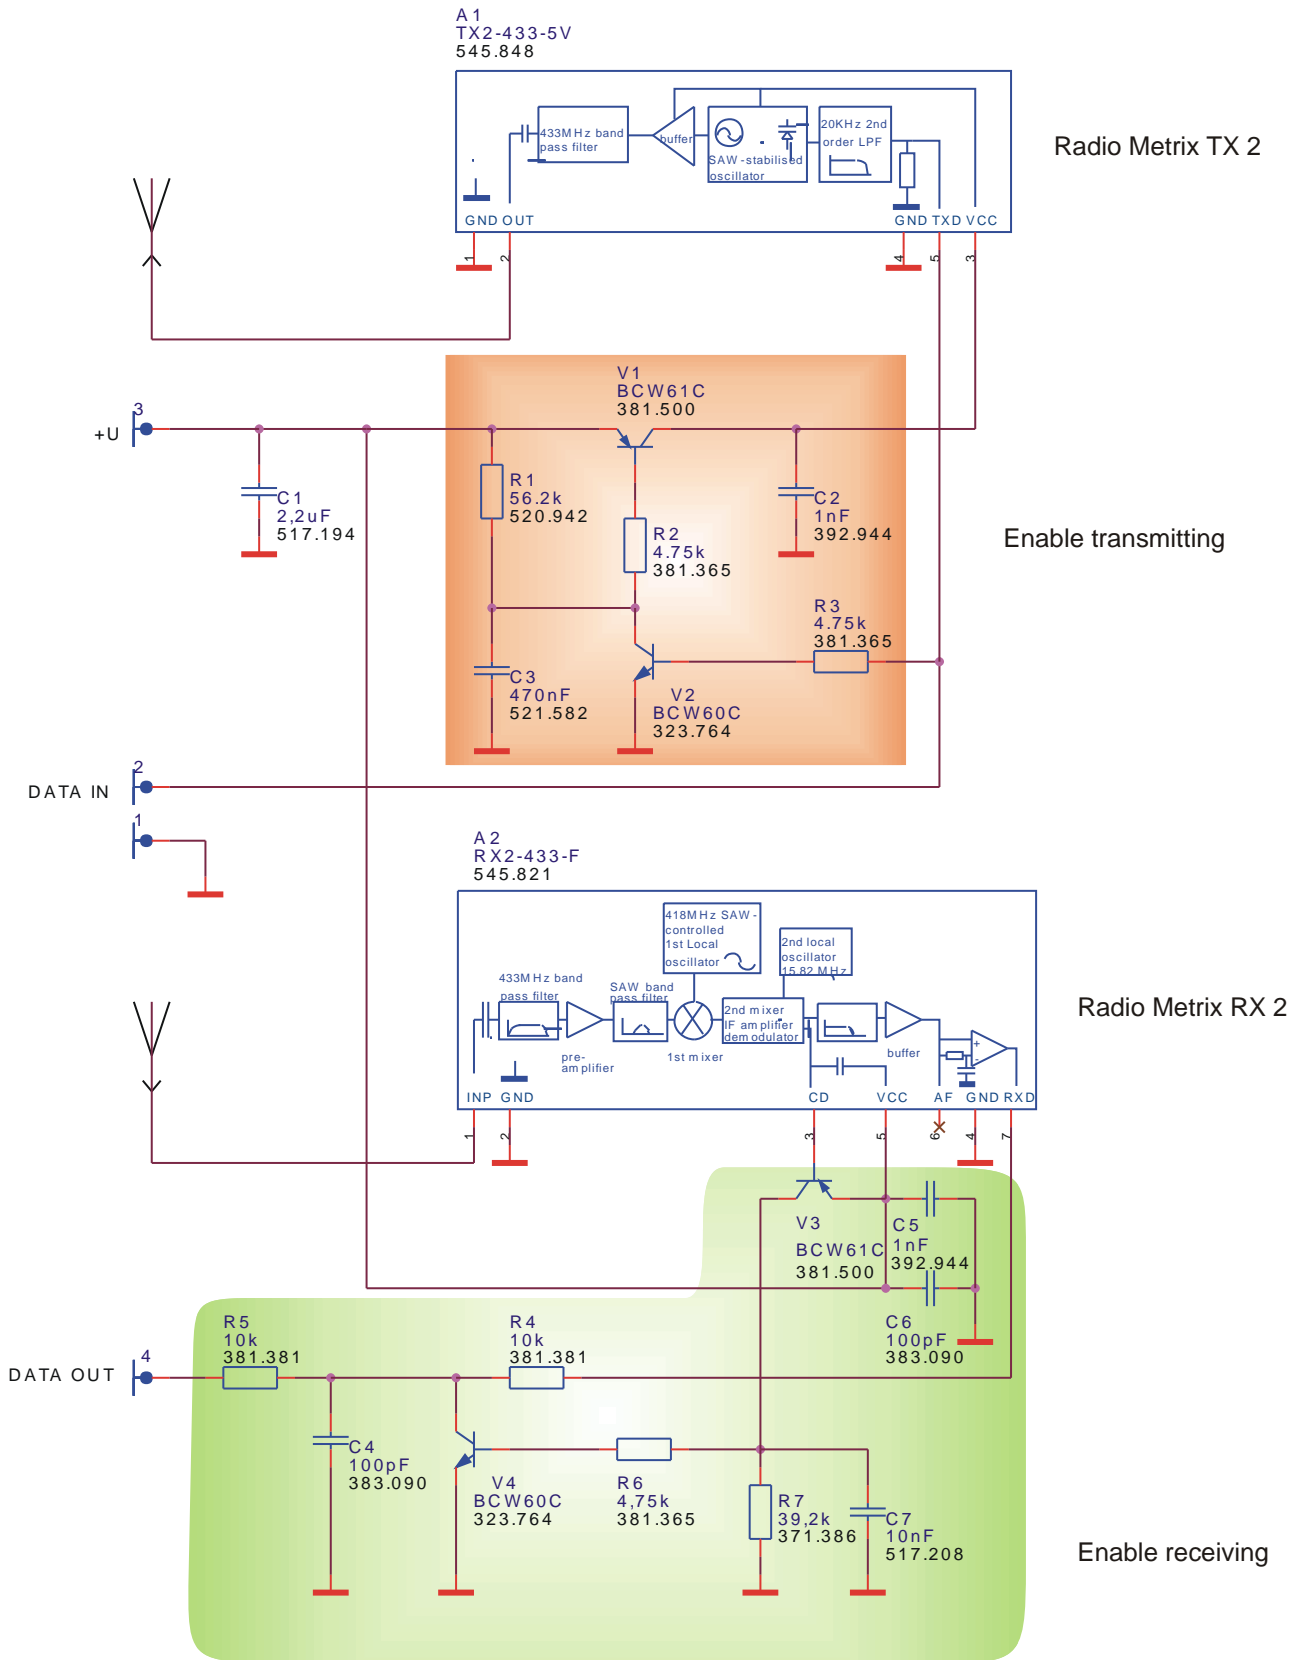 A1
TX2-433-5V
545.848
433MHz band
pass filter
buffer
SAW-stabilised
oscillator
20KHz 2nd
order LPF
GND OUT
GND TXD VCC
1
2
4
5
3
Radio Metrix TX 2
V1
BCW61C
381.500
3
+U
C1
2,2uF
517.194
R1
56.2k
520.942
R2
4.75k
381.365
C2
1nF
392.944
Enable transmitting
R3
4.75k
381.365
C3
470nF
521.582
V2
BCW60C
323.764
2
DATA IN
1
A2
RX2-433-F
545.821
418MHz SAW-
controlled
1st Local
oscillator
2nd local
oscillator
15.82 MHz
433MHz band
pass filter
SAW band
pass filter
2nd mixer
IF amplifier
demodulator
pre-
amplifier
1st mixer
buffer
+
-
INP GND
CD
VCC
AF
GND RXD
1
2
3
5
6
4
7
Radio Metrix RX 2
V3
BCW61C
381.500
C5
1nF
392.944
C6
100pF
383.090
R5
10k
381.381
R4
10k
381.381
4
DATA OUT
C4
100pF
383.090
V4
BCW60C
323.764
R6
4,75k
381.365
R7
39,2k
371.386
C7
10nF
517.208
Enable receiving